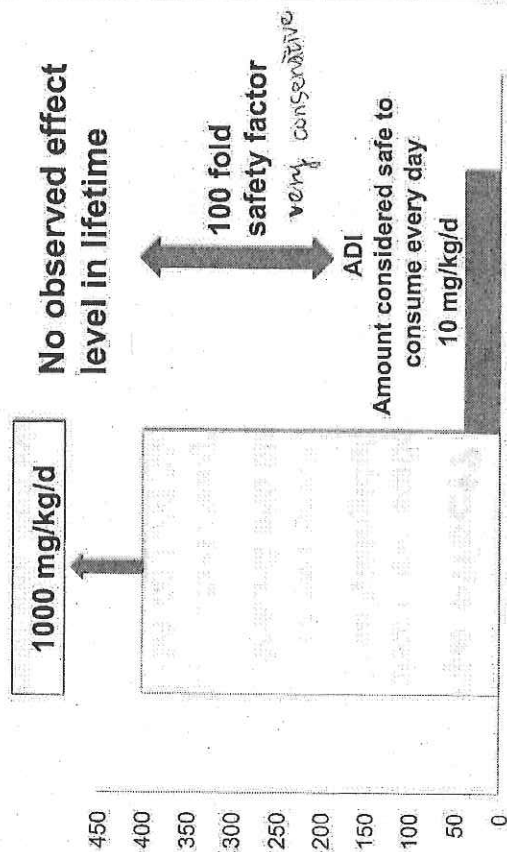 1000 mg/kg/d
No observed effect
level in lifetime
100 fold
safety factor
very conservative
ADI
Amount considered safe to
consume every day
10 mg/kg/d
450
400
350
300
250
200
150
100
50
0